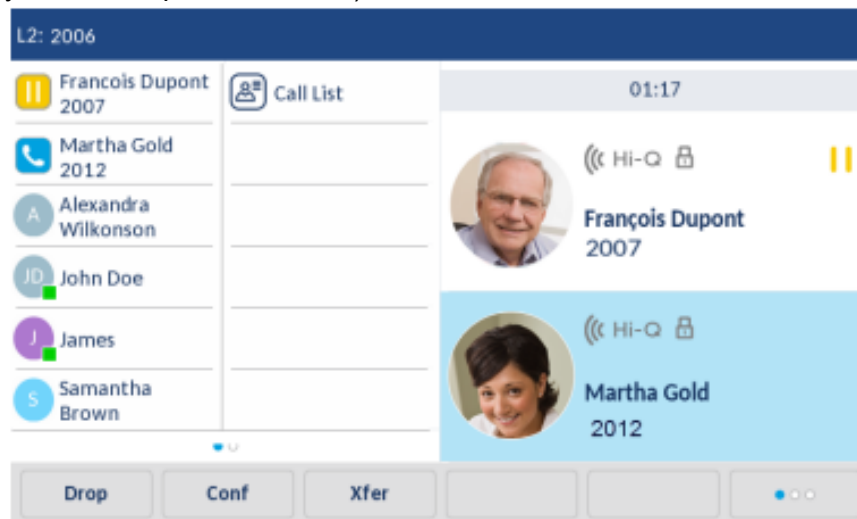 L2: 2006
Francois Dupont
2007
Martha Gold
2012
A
Alexandra
Wilkonson
JD
John Doe
J
James
S
Samantha
Brown
Call List
01:17
Hi-Q
François Dupont
2007
Hi-Q
Martha Gold
2012
Drop
Conf
Xfer